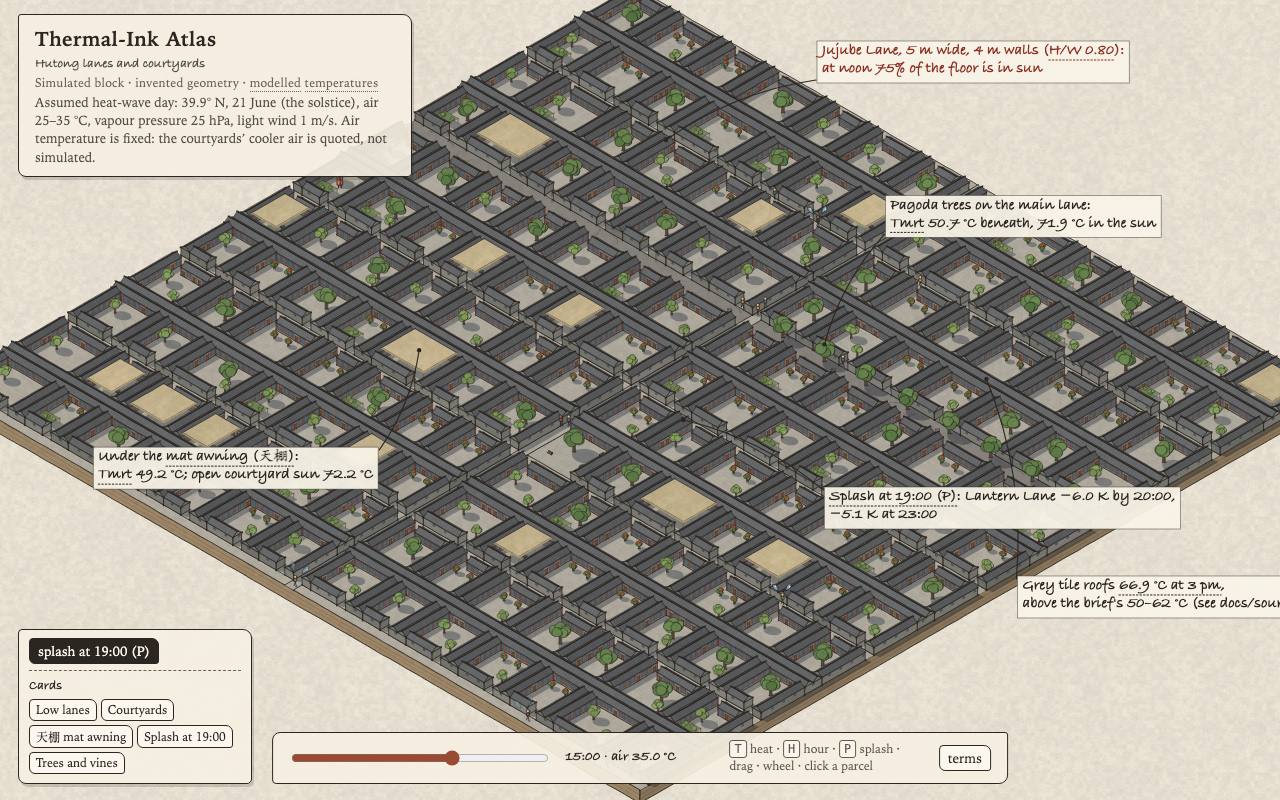 Thermal-Ink Atlas
Hutong lanes and courtyards
Simulated block · invented geometry · modelled temperatures
Assumed heat-wave day: 39.9° N, 21 June (the solstice), air
25–35 °C, vapour pressure 25 hPa, light wind 1 m/s. Air
temperature is fixed: the courtyards' cooler air is quoted, not
simulated.
Jujube Lane, 5 m wide, 4 m walls (H/W 0.80):
at noon 75% of the floor is in sun
Pagoda trees on the main lane:
Tmrt 50.7 °C beneath, 71.9 °C in the sun
Under the mat awning (天棚):
Tmrt 49.2 °C; open courtyard sun 72.2 °C
Splash at 19:00 (P): Lantern Lane −6.0 K by 20:00,
−5.1 K at 23:00
Grey tile roofs 66.9 °C at 3 pm,
above the brief's 50–62 °C (see docs/sour
splash at 19:00 (P)
Cards
Low lanes
Courtyards
天棚 mat awning
Splash at 19:00
Trees and vines
15:00 · air 35.0 °C
T heat · H hour · P splash ·
drag · wheel · click a parcel
terms